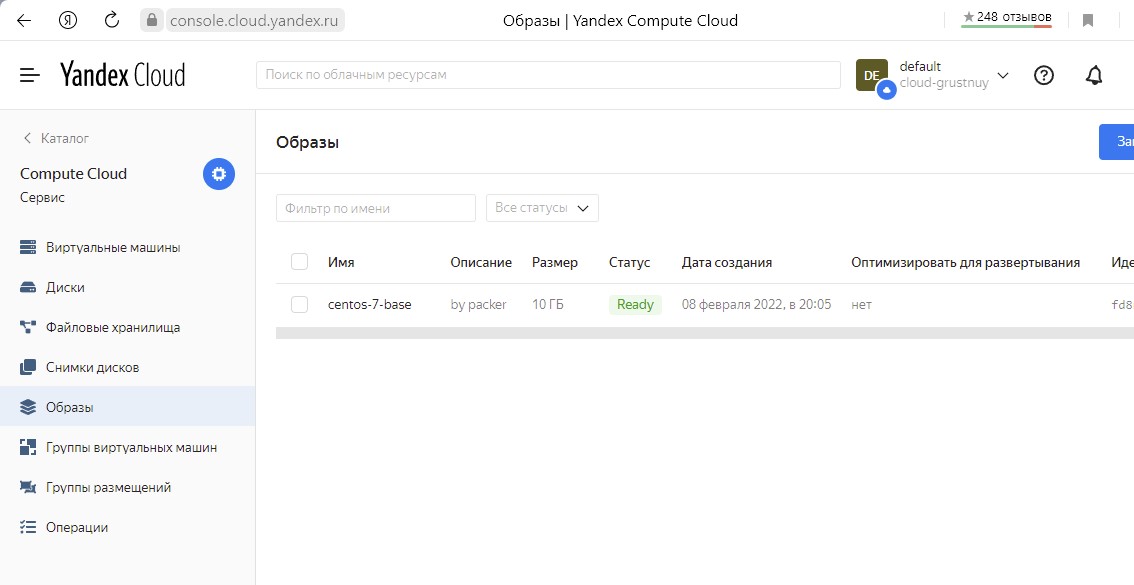 Я console.cloud.yandex.ru Образы | Yandex Compute Cloud ★ 248 отзывов
Yandex Cloud
Поиск по облачным ресурсам
DE
default
cloud-grustnuy
Каталог
Compute Cloud
Сервис
Виртуальные машины
Диски
Файловые хранилища
Снимки дисков
Образы
Группы виртуальных машин
Группы размещений
Операции
Образы
За
Фильтр по имени Все статусы
Имя Описание Размер Статус Дата создания Оптимизировать для развертывания Иде
centos-7-base by packer 10 ГБ Ready 08 февраля 2022, в 20:05 нет fd8